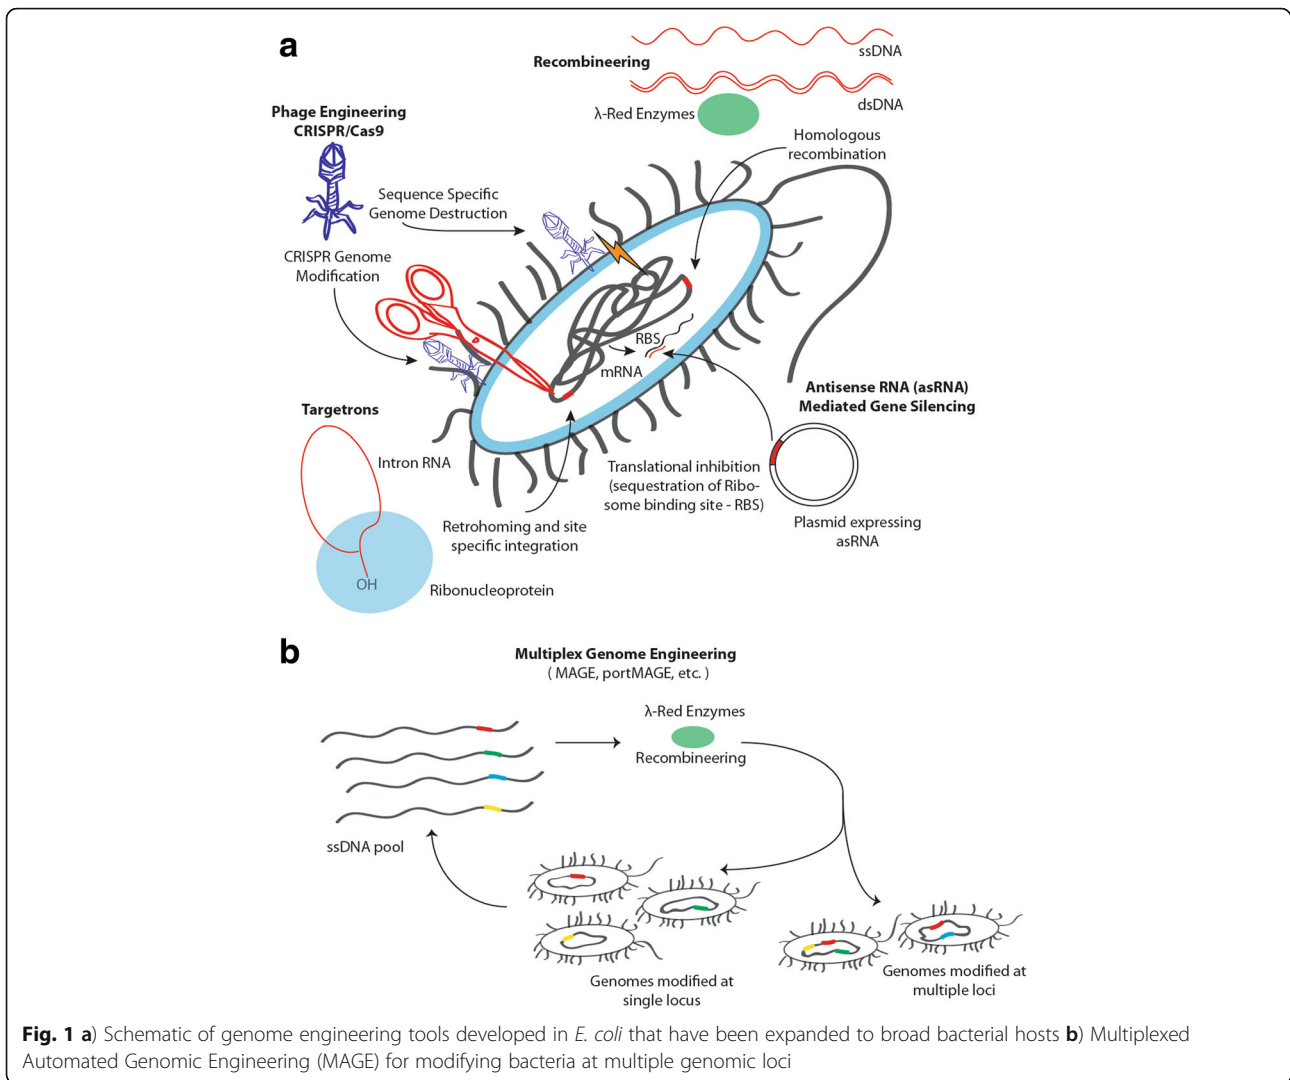 a
Recombineering
ssDNA
dsDNA
λ-Red Enzymes
Homologous
recombination
Phage Engineering
CRISPR/Cas9
Sequence Specific
Genome Destruction
CRISPR Genome
Modification
RBS
mRNA
Antisense RNA (asRNA)
Mediated Gene Silencing
Targetrons
Intron RNA
Translational inhibition
(sequestration of Ribo-
some binding site - RBS)
Plasmid expressing
asRNA
Retrohoming and site
specific integration
OH
Ribonucleoprotein
b
Multiplex Genome Engineering
( MAGE, portMAGE, etc. )
λ-Red Enzymes
Recombineering
ssDNA pool
Genomes modified at
single locus
Genomes modified at
multiple loci
Fig. 1 a) Schematic of genome engineering tools developed in E. coli that have been expanded to broad bacterial hosts b) Multiplexed
Automated Genomic Engineering (MAGE) for modifying bacteria at multiple genomic loci